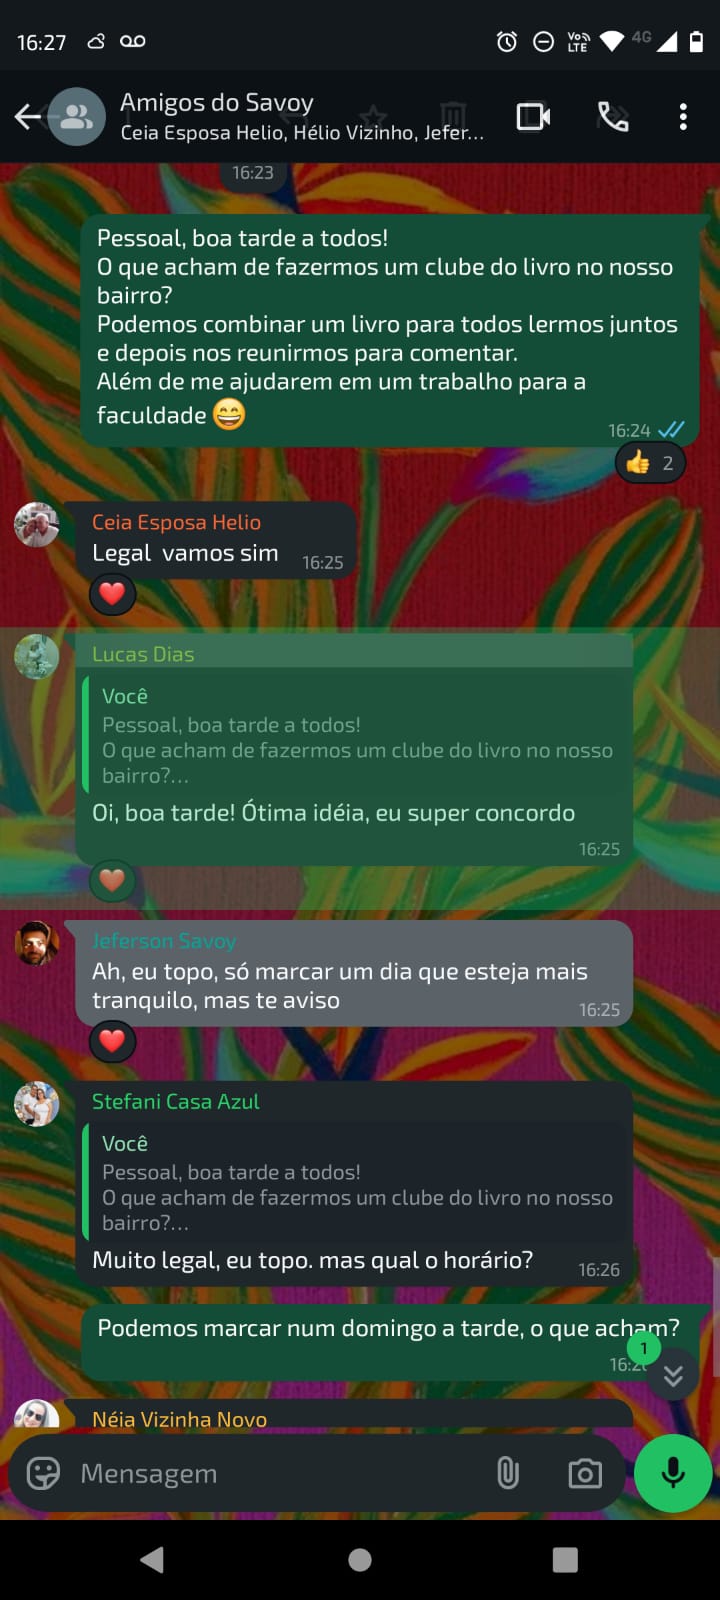 16:27
Vo LTE 4G
Amigos do Savoy
Ceia Esposa Helio, Hélio Vizinho, Jefer...
16:23
Pessoal, boa tarde a todos!
O que acham de fazermos um clube do livro no nosso
bairro?
Podemos combinar um livro para todos lermos juntos
e depois nos reunirmos para comentar.
Além de me ajudarem em um trabalho para a
faculdade 😄
16:24
👍 2
Ceia Esposa Helio
Legal vamos sim 16:25
Lucas Dias
Você
Pessoal, boa tarde a todos!
O que acham de fazermos um clube do livro no nosso
bairro?...
Oi, boa tarde! Ótima idéia, eu super concordo
16:25
Jeferson Savoy
Ah, eu topo, só marcar um dia que esteja mais
tranquilo, mas te aviso 16:25
Stefani Casa Azul
Você
Pessoal, boa tarde a todos!
O que acham de fazermos um clube do livro no nosso
bairro?...
Muito legal, eu topo. mas qual o horário? 16:26
Podemos marcar num domingo a tarde, o que acham?
1
Néia Vizinha Novo
Mensagem